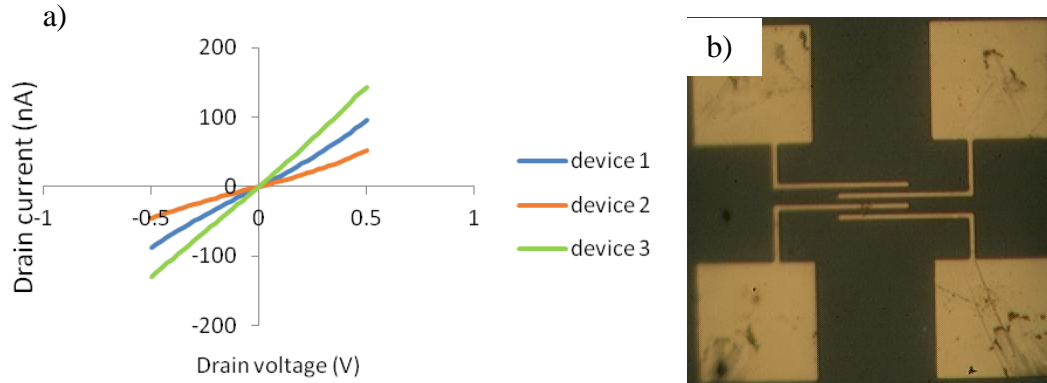 a)
200
100
0
-100
-200
-1
-0.5
0
0.5
1
Drain current (nA)
Drain voltage (V)
device 1
device 2
device 3
b)